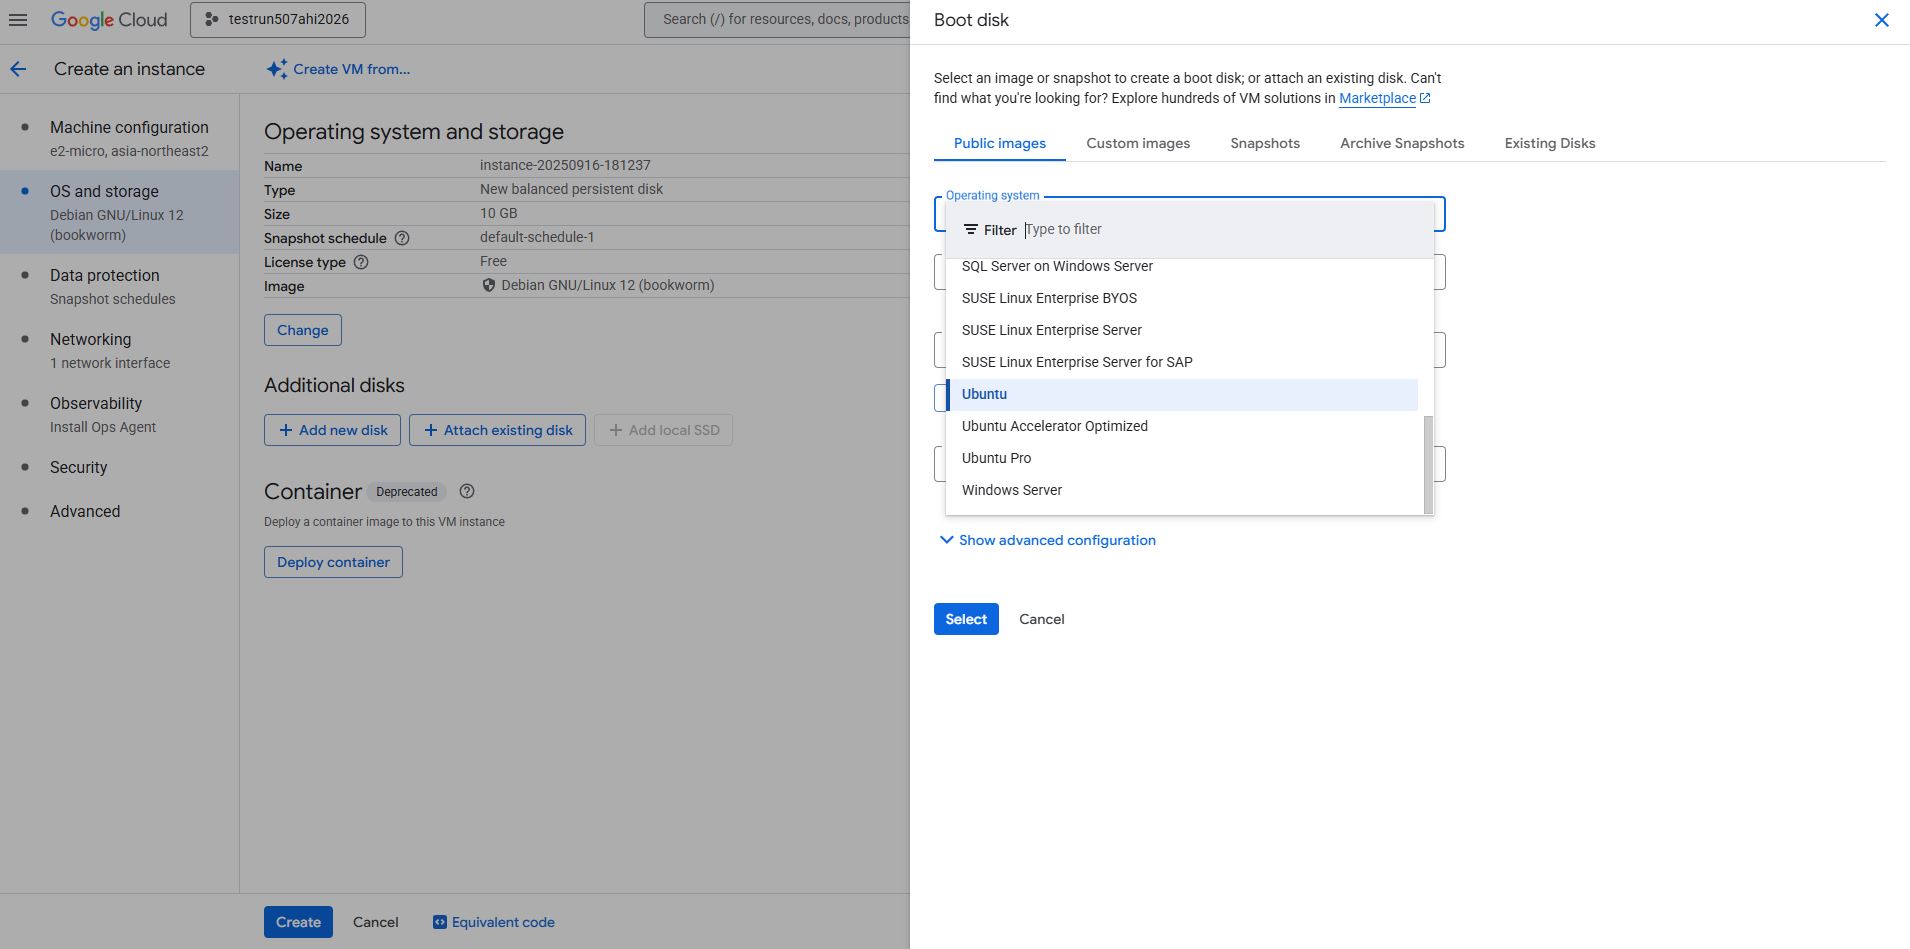 Google Cloud
testrun507ahi2026
Search (/) for resources, docs, products
Create an instance
Create VM from...
Machine configuration
e2-micro, asia-northeast2
OS and storage
Debian GNU/Linux 12
(bookworm)
Data protection
Snapshot schedules
Networking
1 network interface
Observability
Install Ops Agent
Security
Advanced
Operating system and storage
Name instance-20250916-181237
Type New balanced persistent disk
Size 10 GB
Snapshot schedule default-schedule-1
License type Free
Image Debian GNU/Linux 12 (bookworm)
Change
Additional disks
Add new disk
Attach existing disk
Add local SSD
Container Deprecated
Deploy a container image to this VM instance
Deploy container
Create Cancel Equivalent code
Boot disk
Select an image or snapshot to create a boot disk; or attach an existing disk. Can't
find what you're looking for? Explore hundreds of VM solutions in Marketplace
Public images Custom images Snapshots Archive Snapshots Existing Disks
Operating system
Filter Type to filter
SQL Server on Windows Server
SUSE Linux Enterprise BYOS
SUSE Linux Enterprise Server
SUSE Linux Enterprise Server for SAP
Ubuntu
Ubuntu Accelerator Optimized
Ubuntu Pro
Windows Server
Show advanced configuration
Select Cancel